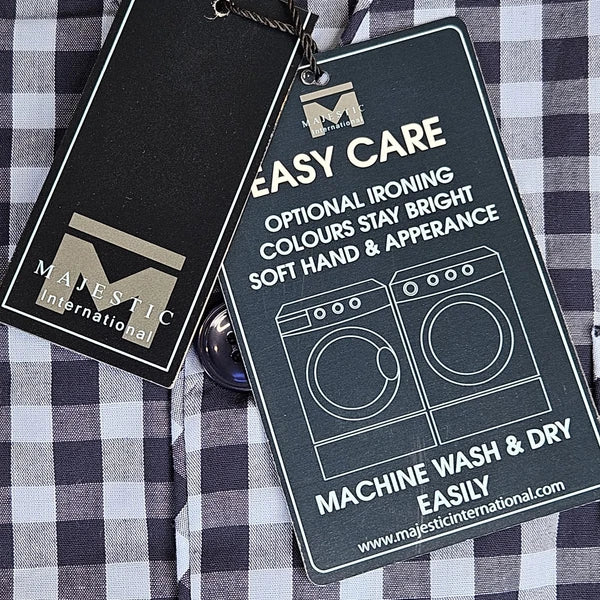 MAJESTIC
International
MAJESTIC
International
EASY CARE
OPTIONAL IRONING
COLOURS STAY BRIGHT
SOFT HAND & APPERANCE
MACHINE WASH & DRY
EASILY
www.majesticinternational.com